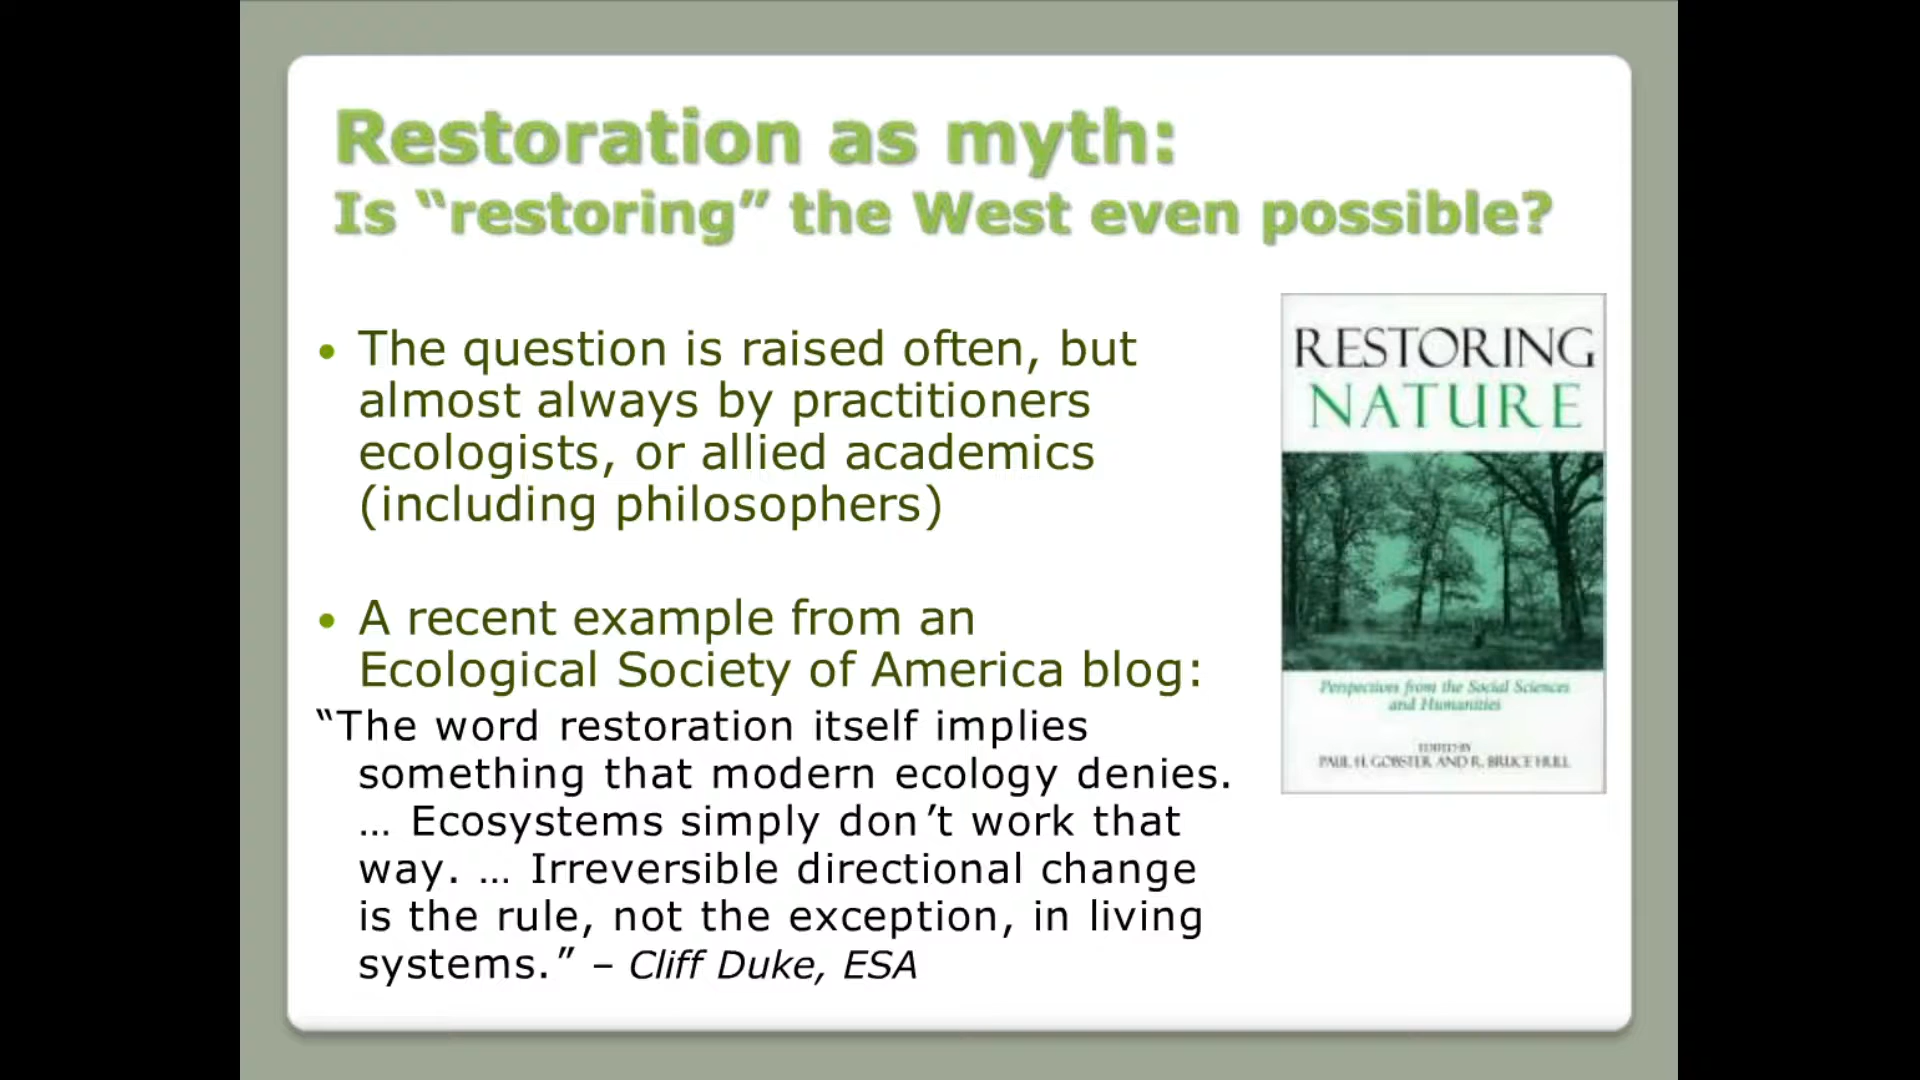 Restoration as myth:
Is “restoring” the West even possible?
• The question is raised often, but
almost always by practitioners
ecologists, or allied academics
(including philosophers)
• A recent example from an
Ecological Society of America blog:
“The word restoration itself implies
something that modern ecology denies.
... Ecosystems simply don’t work that
way. ... Irreversible directional change
is the rule, not the exception, in living
systems.” – Cliff Duke, ESA
RESTORING
NATURE
Perspectives from the Social Sciences
and Humanities
EDITED BY
PAUL H. GOBSTER AND R. BRUCE HULL